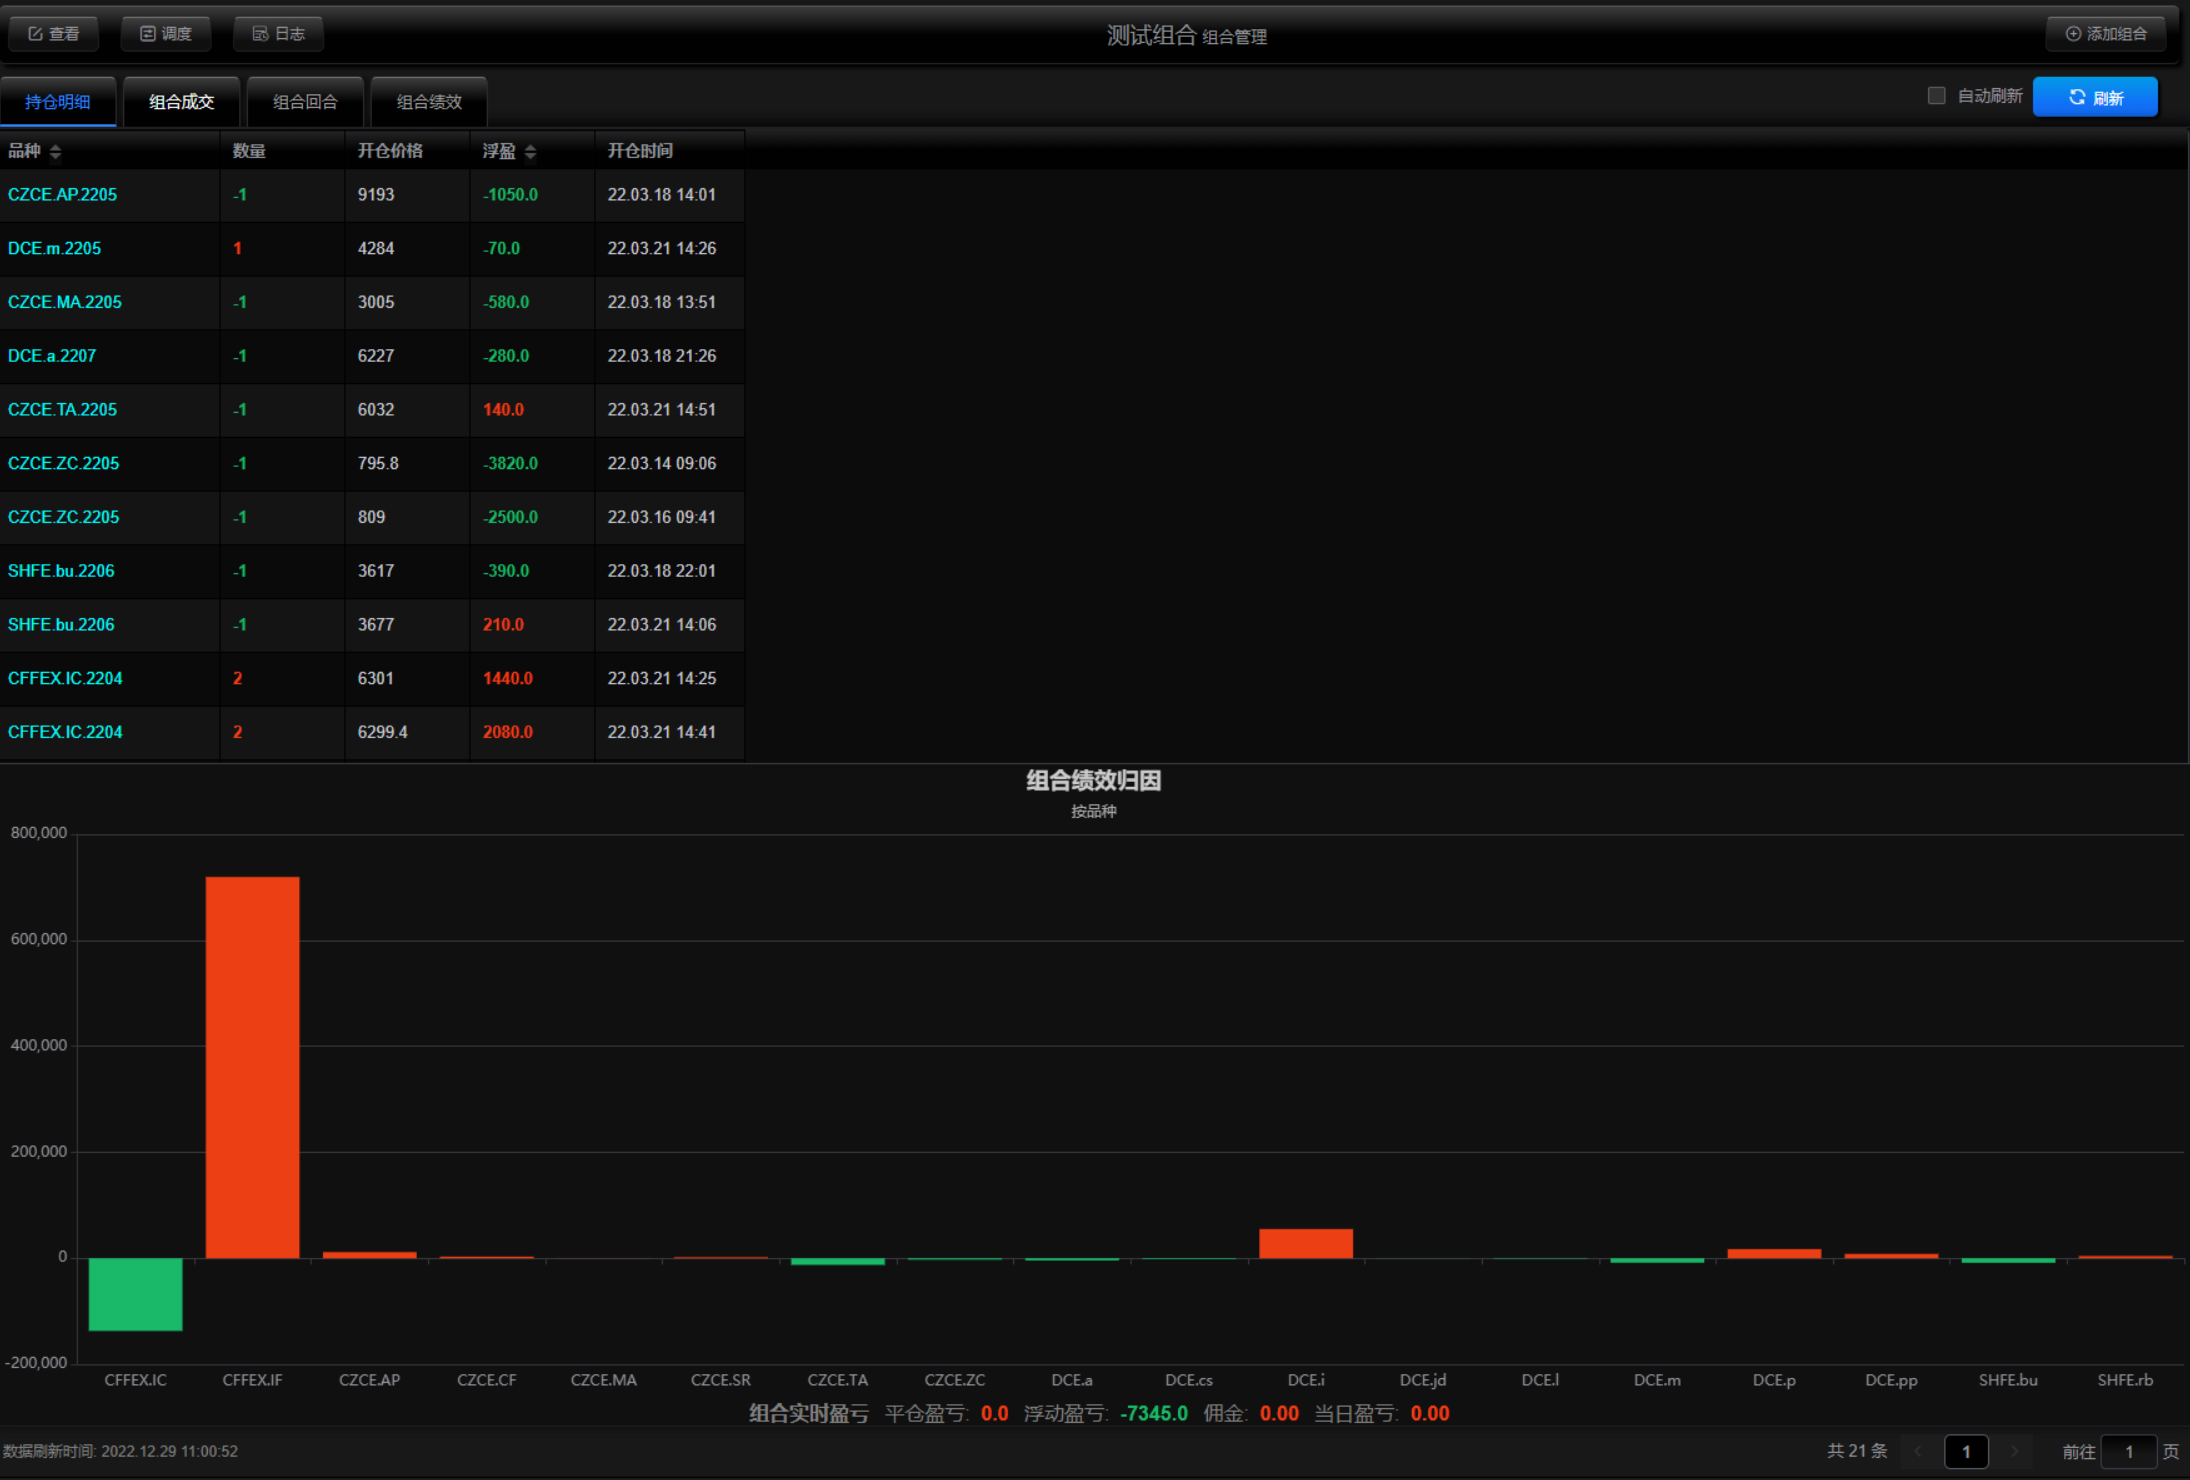 查看 调度 日志 测试组合 组合管理 添加组合
持仓明细 组合成交 组合回合 组合绩效 自动刷新 刷新
品种 数量 开仓价格 浮盈 开仓时间
CZCE.AP.2205 -1 9193 -1050.0 22.03.18 14:01
DCE.m.2205 1 4284 -70.0 22.03.21 14:26
CZCE.MA.2205 -1 3005 -580.0 22.03.18 13:51
DCE.a.2207 -1 6227 -280.0 22.03.18 21:26
CZCE.TA.2205 -1 6032 140.0 22.03.21 14:51
CZCE.ZC.2205 -1 795.8 -3820.0 22.03.14 09:06
CZCE.ZC.2205 -1 809 -2500.0 22.03.16 09:41
SHFE.bu.2206 -1 3617 -390.0 22.03.18 22:01
SHFE.bu.2206 -1 3677 210.0 22.03.21 14:06
CFFEX.IC.2204 2 6301 1440.0 22.03.21 14:25
CFFEX.IC.2204 2 6299.4 2080.0 22.03.21 14:41
组合绩效归因
按品种
800,000
600,000
400,000
200,000
0
-200,000
CFFEX.IC CFFEX.IF CZCE.AP CZCE.CF CZCE.MA CZCE.SR CZCE.TA CZCE.ZC DCE.a DCE.cs DCE.i DCE.jd DCE.l DCE.m DCE.p DCE.pp SHFE.bu SHFE.rb
组合实时盈亏 平仓盈亏: 0.0 浮动盈亏: -7345.0 佣金: 0.00 当日盈亏: 0.00
数据刷新时间: 2022.12.29 11:00:52 共 21 条 1 前往 1 页